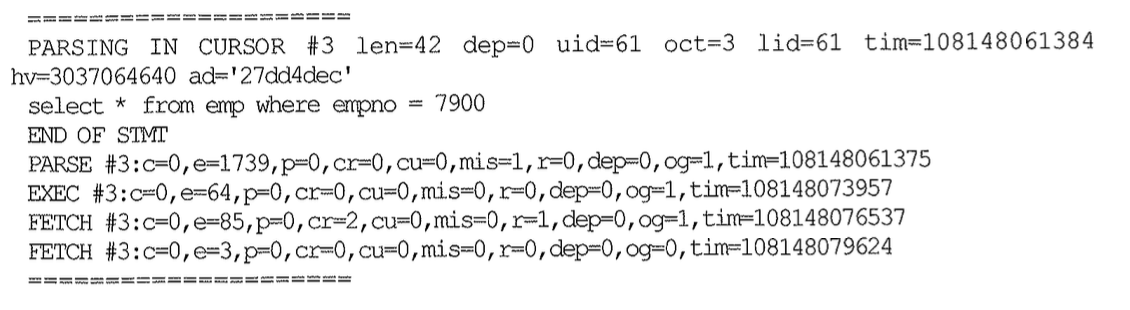 =====================
PARSING IN CURSOR #3 len=42 dep=0 uid=61 oct=3 lid=61 tim=108148061384
hv=3037064640 ad='27dd4dec'
select * from emp where empno = 7900
END OF STMT
PARSE #3:c=0,e=1739,p=0,cr=0,cu=0,mis=1,r=0,dep=0,og=1,tim=108148061375
EXEC #3:c=0,e=64,p=0,cr=0,cu=0,mis=0,r=0,dep=0,og=1,tim=108148073957
FETCH #3:c=0,e=85,p=0,cr=2,cu=0,mis=0,r=1,dep=0,og=1,tim=108148076537
FETCH #3:c=0,e=3,p=0,cr=0,cu=0,mis=0,r=0,dep=0,og=0,tim=108148079624
=====================